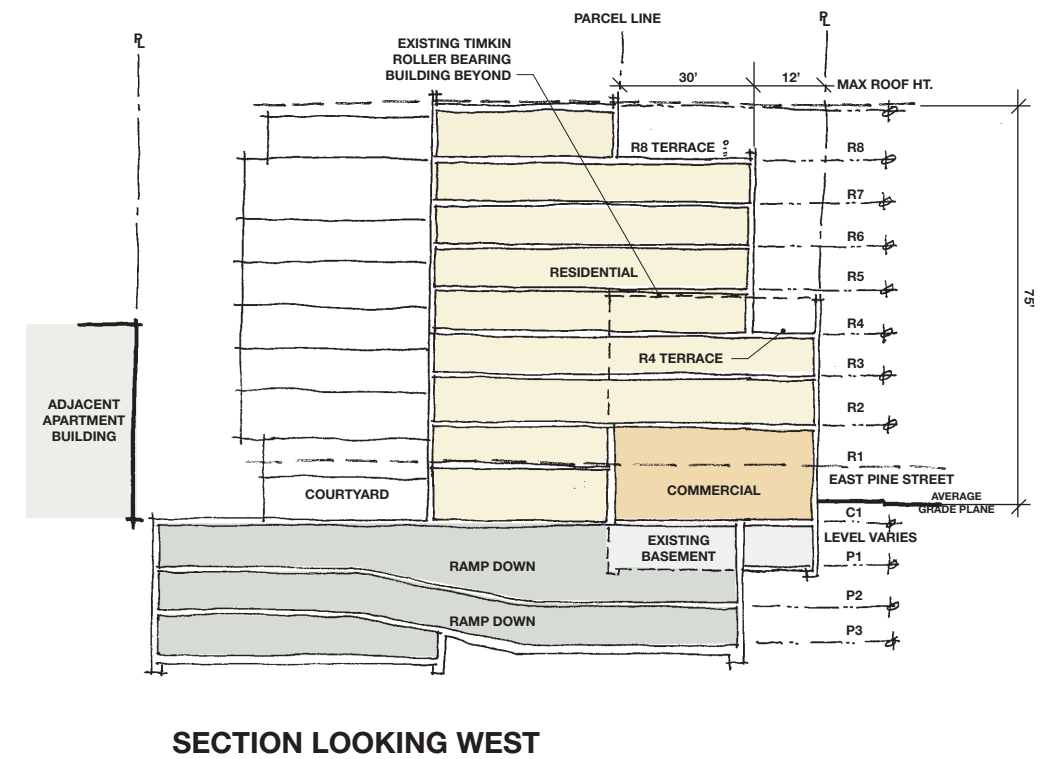 PARCEL LINE
PL
PL
EXISTING TIMKIN
ROLLER BEARING
BUILDING BEYOND
30'
12'
MAX ROOF HT.
R8 TERRACE
R8
R7
R6
RESIDENTIAL
R5
75'
R4
R4 TERRACE
R3
ADJACENT
APARTMENT
BUILDING
R2
R1
COURTYARD
COMMERCIAL
EAST PINE STREET
AVERAGE
GRADE PLANE
C1
LEVEL VARIES
EXISTING
BASEMENT
P1
RAMP DOWN
P2
RAMP DOWN
P3
SECTION LOOKING WEST